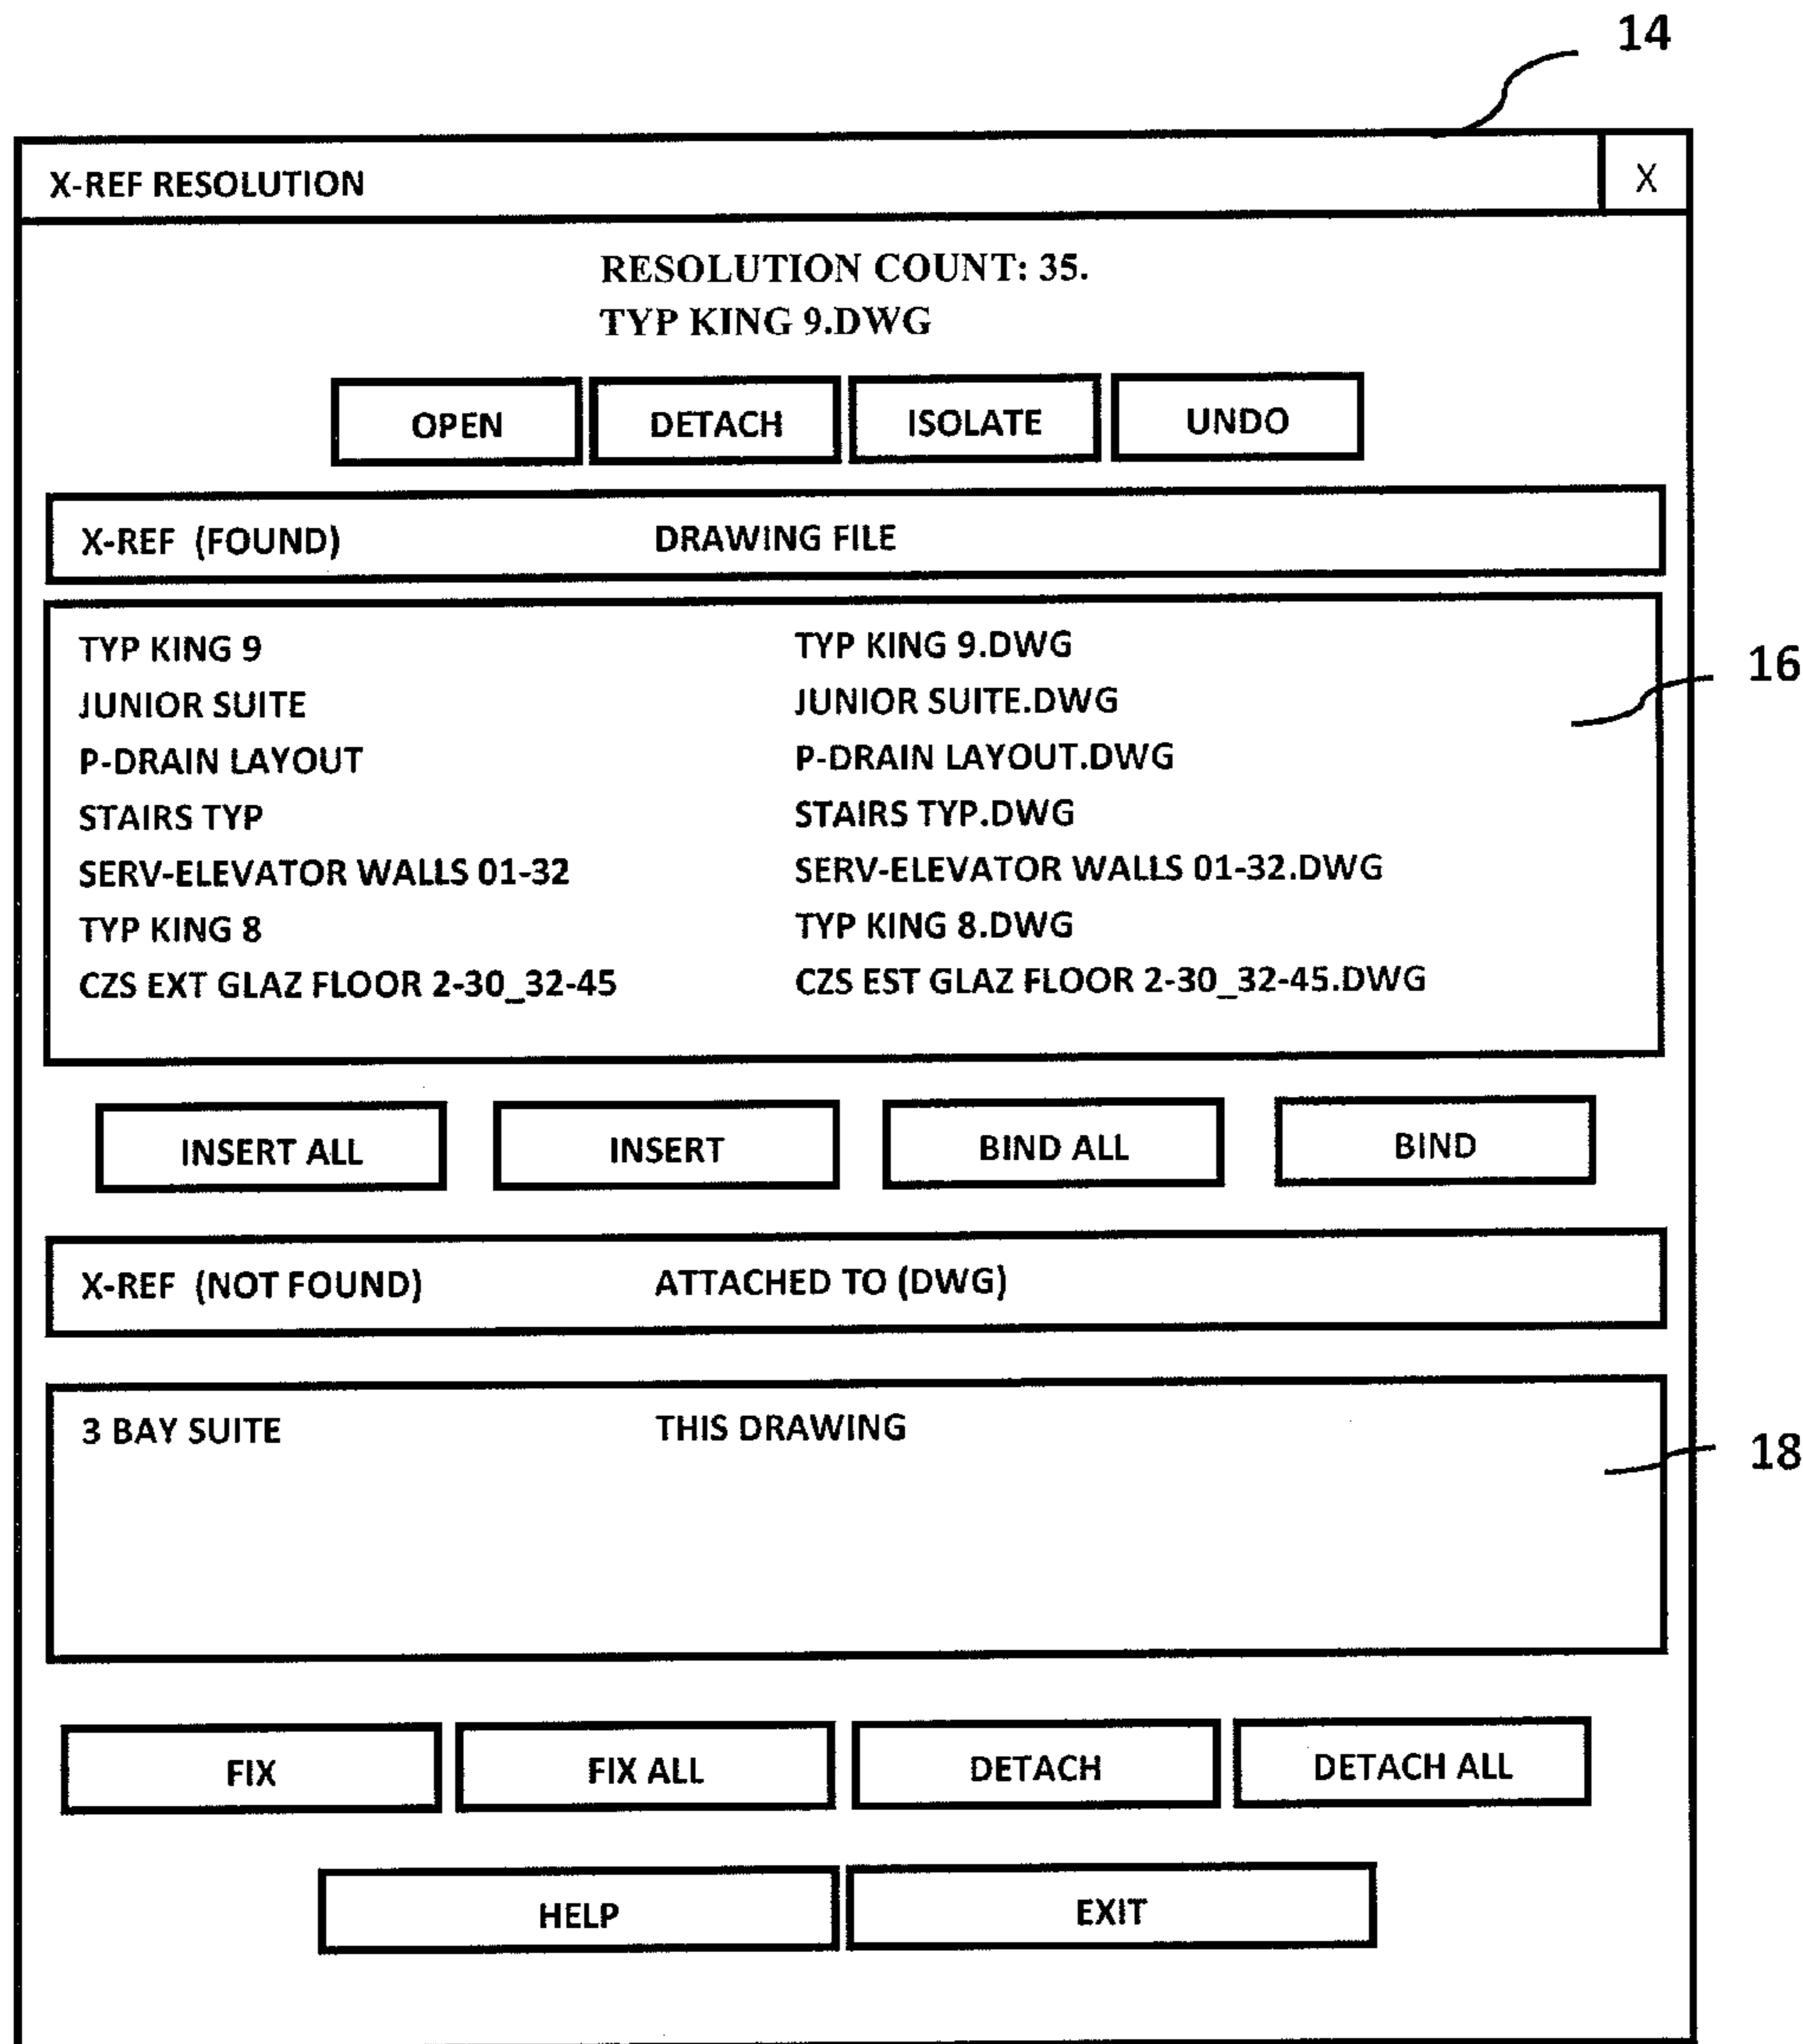 14
X-REF RESOLUTION X
RESOLUTION COUNT: 35.
TYP KING 9.DWG
OPEN DETACH ISOLATE UNDO
X-REF (FOUND) DRAWING FILE
TYP KING 9 TYP KING 9.DWG
16
JUNIOR SUITE JUNIOR SUITE.DWG
P-DRAIN LAYOUT P-DRAIN LAYOUT.DWG
STAIRS TYP STAIRS TYP.DWG
SERV-ELEVATOR WALLS 01-32 SERV-ELEVATOR WALLS 01-32.DWG
TYP KING 8 TYP KING 8.DWG
CZS EXT GLAZ FLOOR 2-30_32-45 CZS EST GLAZ FLOOR 2-30_32-45.DWG
INSERT ALL INSERT BIND ALL BIND
X-REF (NOT FOUND) ATTACHED TO (DWG)
3 BAY SUITE THIS DRAWING
18
FIX FIX ALL DETACH DETACH ALL
HELP EXIT